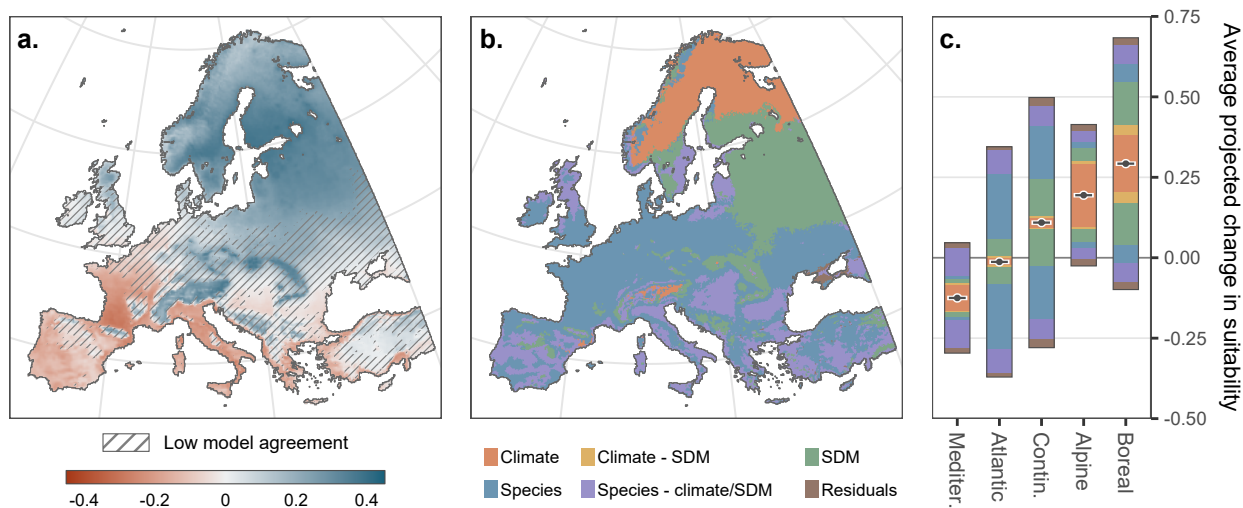 a.
b.
c.
0.75
0.50
0.25
0.00
-0.25
-0.50
Average projected change in suitability
Low model agreement
-0.4 -0.2 0 0.2 0.4
Climate Climate - SDM SDM
Species Species - climate/SDM Residuals
Mediter.
Atlantic
Contin.
Alpine
Boreal